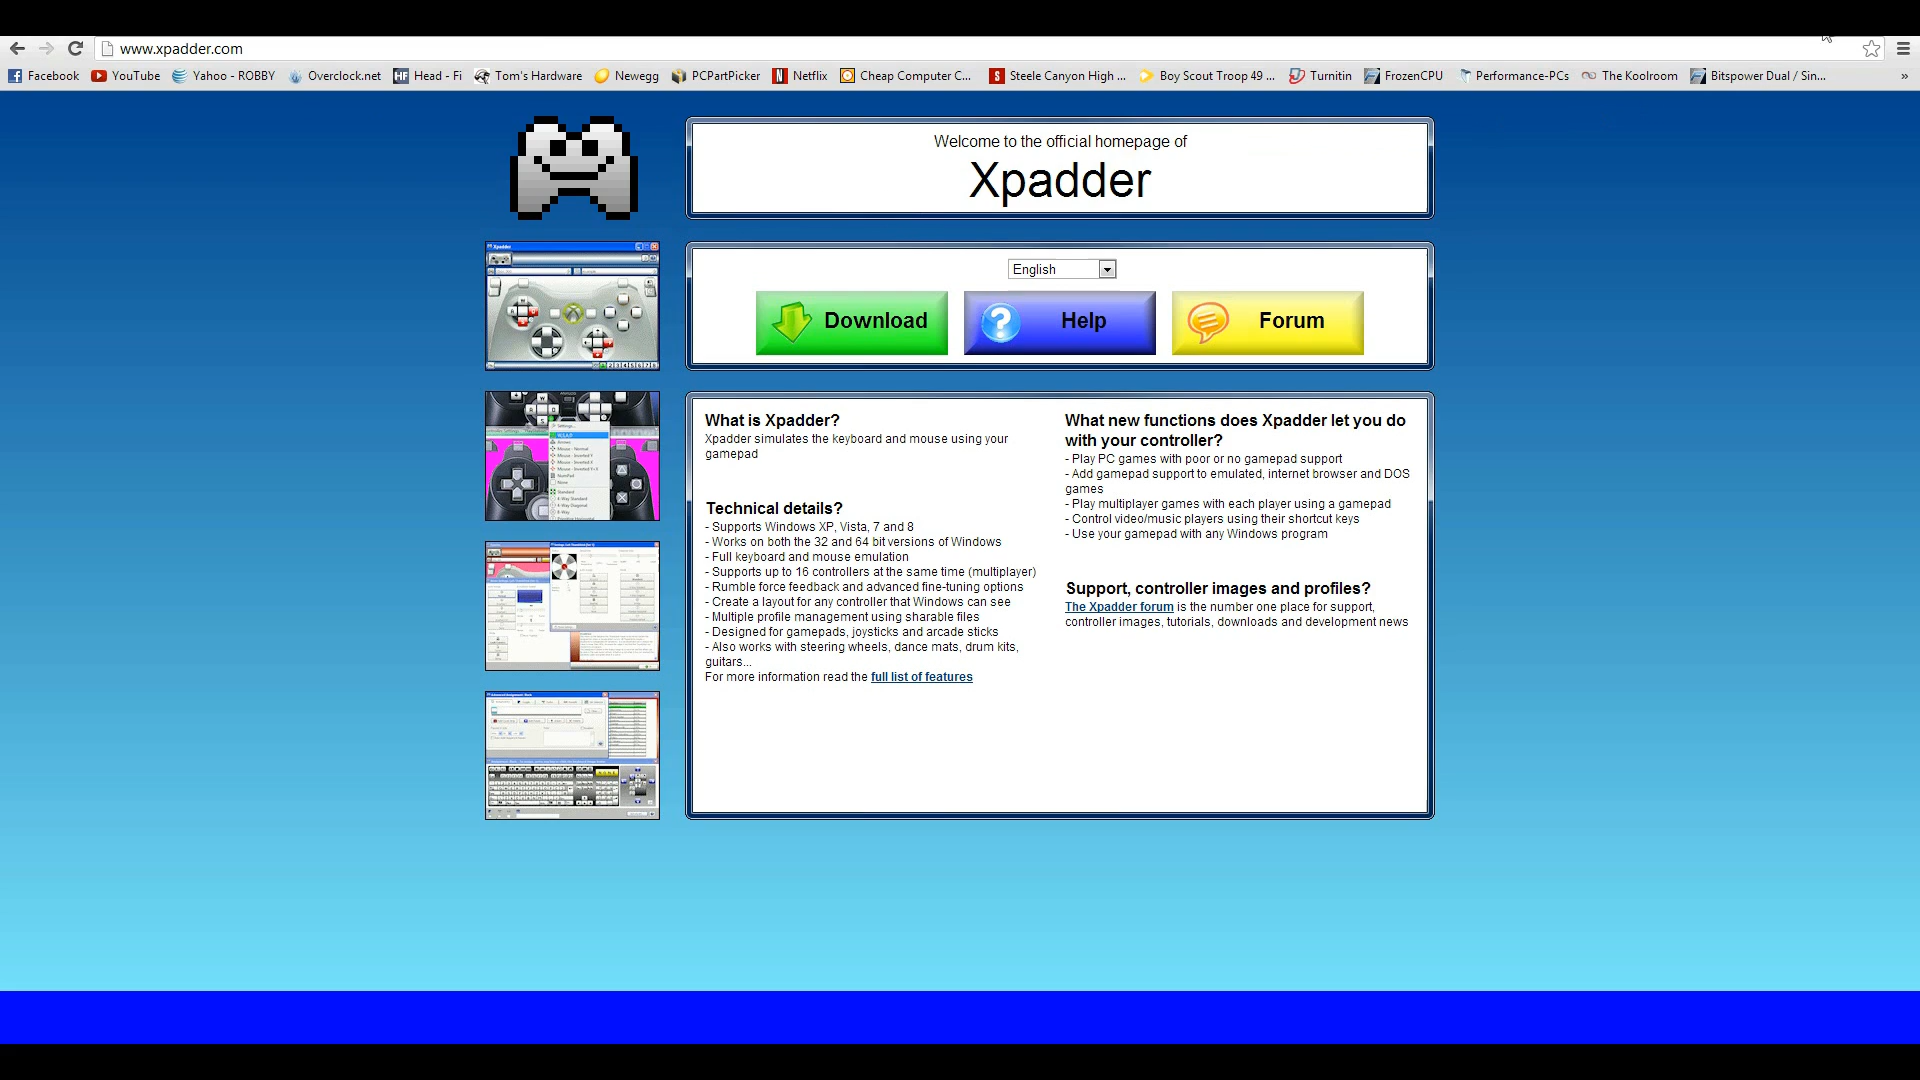 www.xpadder.com
Facebook YouTube Yahoo - ROBBY Overclock.net Head - Fi Tom's Hardware Newegg PCPartPicker Netflix Cheap Computer C... Steele Canyon High ... Boy Scout Troop 49 ... Turnitin FrozenCPU Performance-PCs The Koolroom Bitspower Dual / Sin... »
Welcome to the official homepage of
Xpadder
English
Download Help Forum
What is Xpadder?
Xpadder simulates the keyboard and mouse using your
gamepad
Technical details?
- Supports Windows XP, Vista, 7 and 8
- Works on both the 32 and 64 bit versions of Windows
- Full keyboard and mouse emulation
- Supports up to 16 controllers at the same time (multiplayer)
- Rumble force feedback and advanced fine-tuning options
- Create a layout for any controller that Windows can see
- Multiple profile management using sharable files
- Designed for gamepads, joysticks and arcade sticks
- Also works with steering wheels, dance mats, drum kits,
guitars...
For more information read the full list of features
What new functions does Xpadder let you do
with your controller?
- Play PC games with poor or no gamepad support
- Add gamepad support to emulated, internet browser and DOS
games
- Play multiplayer games with each player using a gamepad
- Control video/music players using their shortcut keys
- Use your gamepad with any Windows program
Support, controller images and profiles?
The Xpadder forum is the number one place for support,
controller images, tutorials, downloads and development news